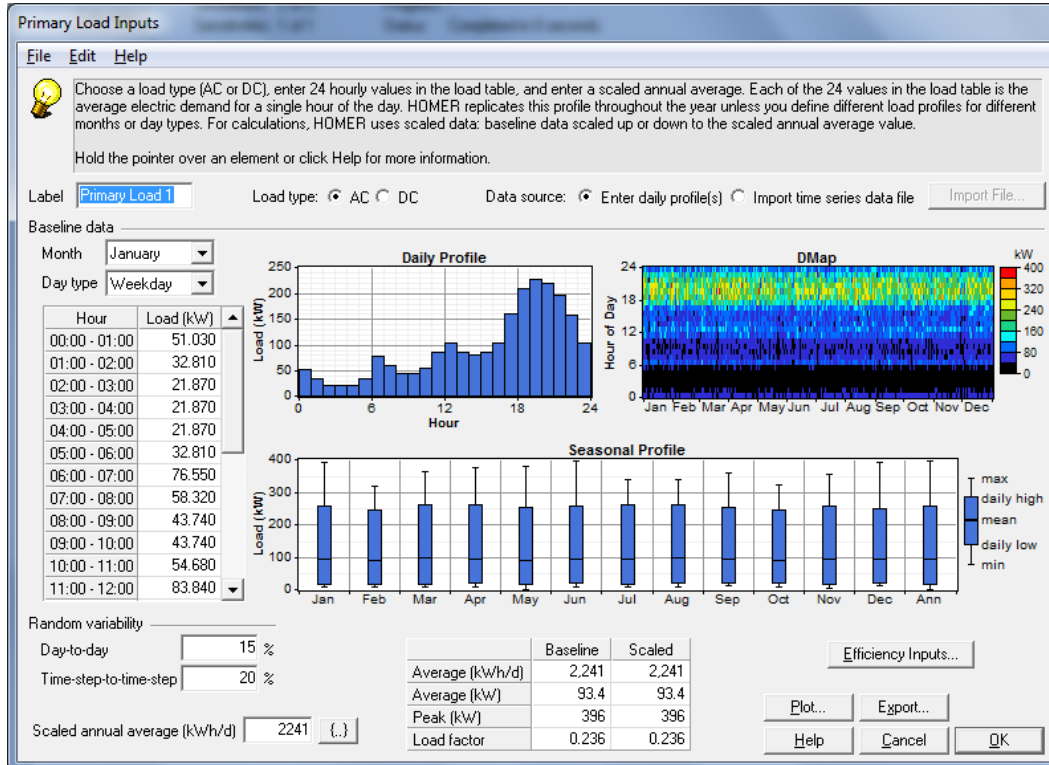 Primary Load Inputs
File Edit Help
Choose a load type (AC or DC), enter 24 hourly values in the load table, and enter a scaled annual average. Each of the 24 values in the load table is the
average electric demand for a single hour of the day. HOMER replicates this profile throughout the year unless you define different load profiles for different
months or day types. For calculations, HOMER uses scaled data: baseline data scaled up or down to the scaled annual average value.
Hold the pointer over an element or click Help for more information.
Label Primary Load 1 Load type: AC DC Data source: Enter daily profile(s) Import time series data file Import File...
Baseline data
Month January
Day type Weekday
Hour Load (kW)
00:00 - 01:00 51.030
01:00 - 02:00 32.810
02:00 - 03:00 21.870
03:00 - 04:00 21.870
04:00 - 05:00 21.870
05:00 - 06:00 32.810
06:00 - 07:00 76.550
07:00 - 08:00 58.320
08:00 - 09:00 43.740
09:00 - 10:00 43.740
10:00 - 11:00 54.680
11:00 - 12:00 83.840
Daily Profile
Load (kW)
250
200
150
100
50
0
0 6 12 18 24
Hour
DMap
Hour of Day
24
18
12
6
0
Jan Feb Mar Apr May Jun Jul Aug Sep Oct Nov Dec
kW
400
320
240
160
80
0
Seasonal Profile
Load (kW)
400
300
200
100
0
Jan Feb Mar Apr May Jun Jul Aug Sep Oct Nov Dec Ann
max
daily high
mean
daily low
min
Random variability
Day-to-day 15 %
Time-step-to-time-step 20 %
Scaled annual average (kWh/d) 2241 {..}
Baseline Scaled
Average (kWh/d) 2,241 2,241
Average (kW) 93.4 93.4
Peak (kW) 396 396
Load factor 0.236 0.236
Efficiency Inputs...
Plot... Export...
Help Cancel OK